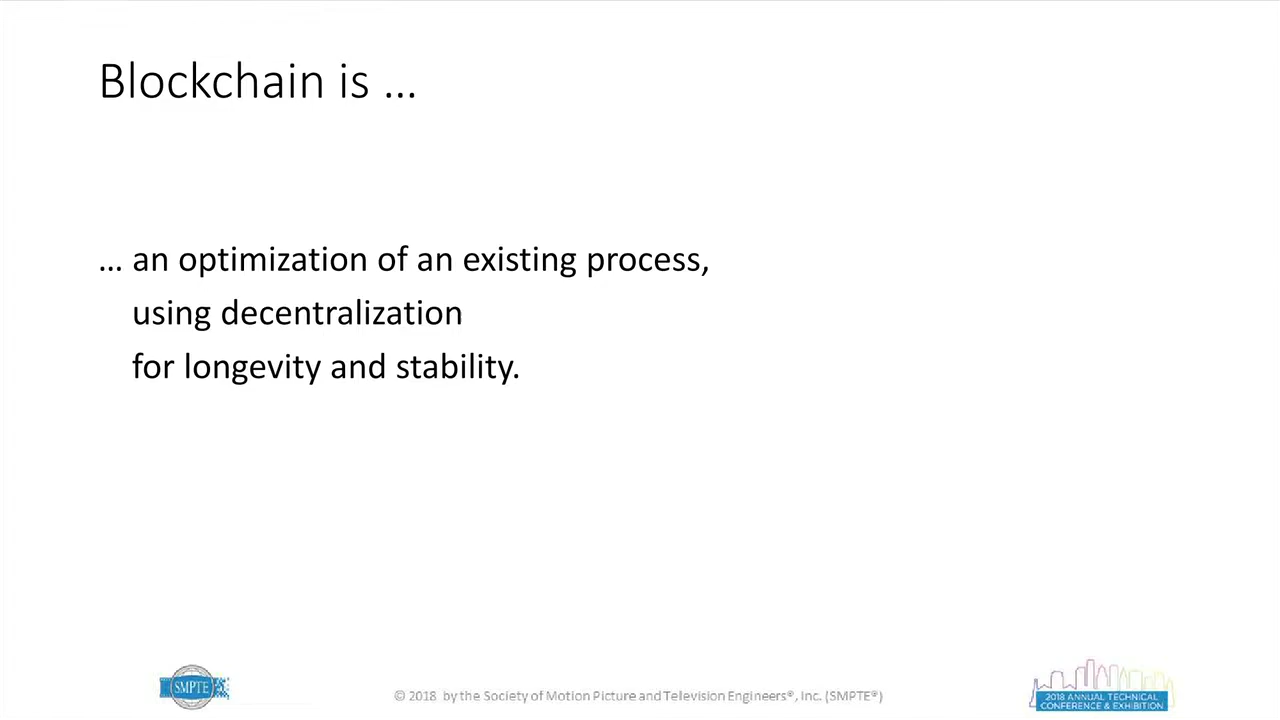 Blockchain is …
… an optimization of an existing process,
using decentralization
for longevity and stability.
SMPTE
© 2018 by the Society of Motion Picture and Television Engineers®, Inc. (SMPTE®)
2018 ANNUAL TECHNICAL
CONFERENCE & EXHIBITION